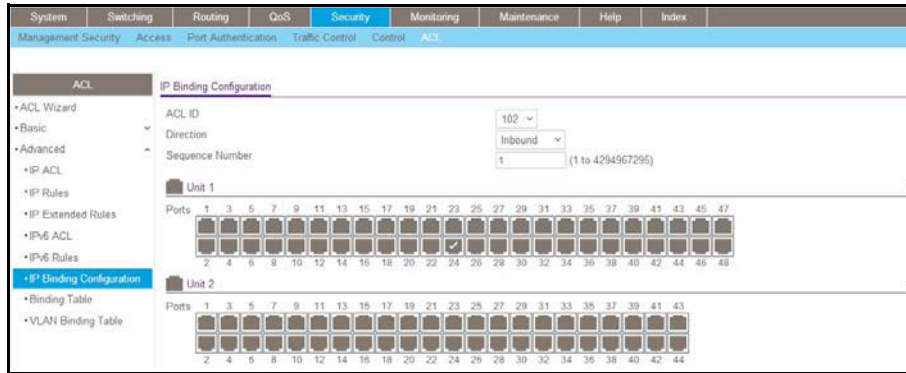 System Switching Routing QoS Security Monitoring Maintenance Help Index
Management Security Access Port Authentication Traffic Control Control ACL
ACL
•ACL Wizard
•Basic
•Advanced
•IP ACL
•IP Rules
•IP Extended Rules
•IPv6 ACL
•IPv6 Rules
•IP Binding Configuration
•Binding Table
•VLAN Binding Table
IP Binding Configuration
ACL ID 102
Direction Inbound
Sequence Number 1 (1 to 4294967295)
Unit 1
Ports 1 3 5 7 9 11 13 15 17 19 21 23 25 27 29 31 33 35 37 39 41 43 45 47
2 4 6 8 10 12 14 16 18 20 22 24 26 28 30 32 34 36 38 40 42 44 46 48
Unit 2
Ports 1 3 5 7 9 11 13 15 17 19 21 23 25 27 29 31 33 35 37 39 41 43
2 4 6 8 10 12 14 16 18 20 22 24 26 28 30 32 34 36 38 40 42 44